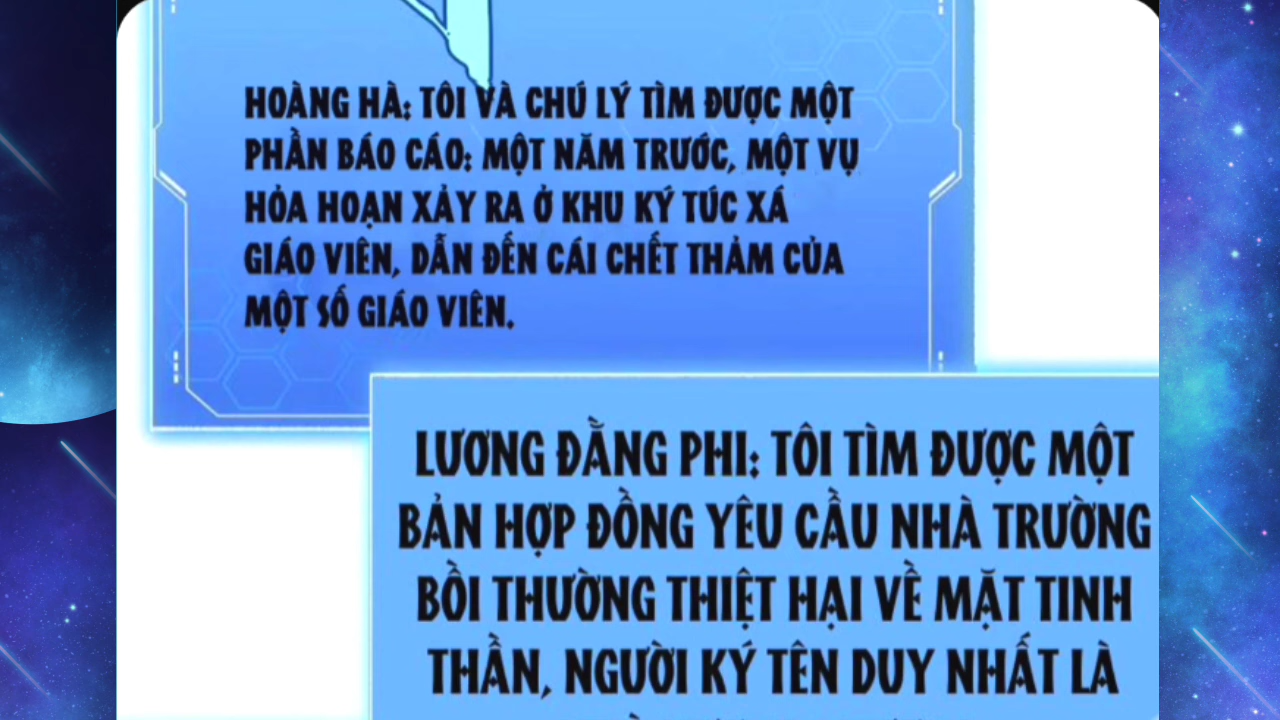 HOÀNG HÀ: TÔI VÀ CHÚ LÝ TÌM ĐƯỢC MỘT
PHẦN BÁO CÁO: MỘT NĂM TRƯỚC, MỘT VỤ
HỎA HOẠN XẢY RA Ở KHU KÝ TÚC XÁ
GIÁO VIÊN, DẪN ĐẾN CÁI CHẾT THẢM CỦA
MỘT SỐ GIÁO VIÊN.
LƯƠNG ĐẰNG PHI: TÔI TÌM ĐƯỢC MỘT
BẢN HỢP ĐỒNG YÊU CẦU NHÀ TRƯỜNG
BỒI THƯỜNG THIỆT HẠI VỀ MẶT TINH
THẦN, NGƯỜI KÝ TÊN DUY NHẤT LÀ